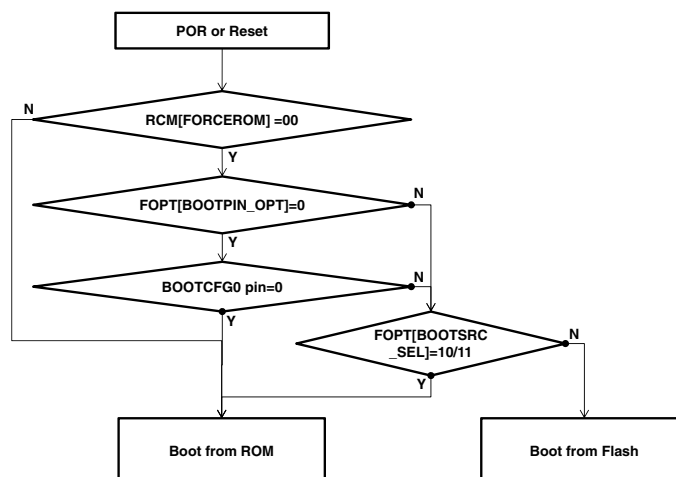 POR or Reset
N
RCM[FORCEROM] =00
Y
FOPT[BOOTPIN_OPT]=0
N
Y
BOOTCFG0 pin=0
N
Y
FOPT[BOOTSRC
_SEL]=10/11
N
Y
Boot from ROM
Boot from Flash